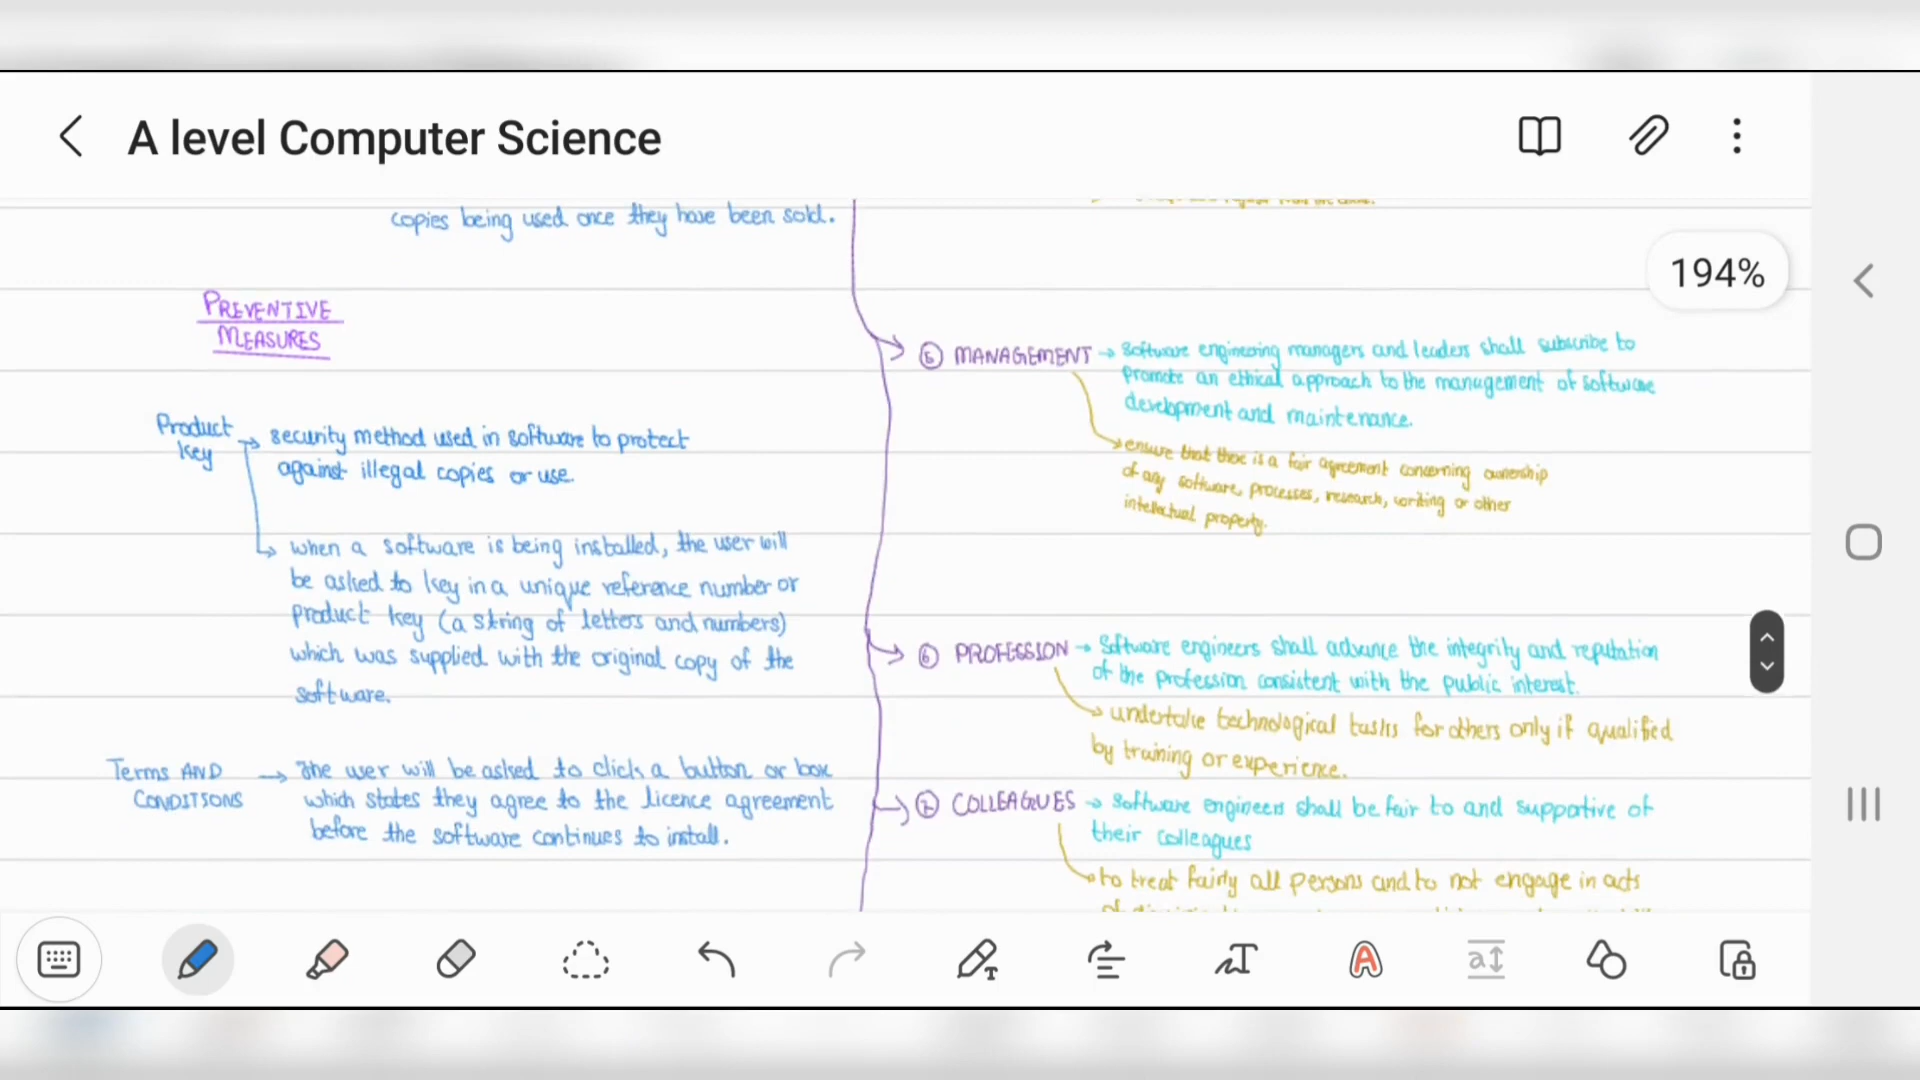 A level Computer Science
194%
copies being used once they have been sold.
PREVENTIVE
MEASURES
Product
key
→ security method used in software to protect
against illegal copies or use.
→ when a software is being installed, the user will
be asked to key in a unique reference number or
product key (a string of letters and numbers)
which was supplied with the original copy of the
software.
Terms AND
CONDITIONS
→ The user will be asked to click a button or box
which states they agree to the licence agreement
before the software continues to install.
⑤ MANAGEMENT → Software engineering managers and leaders shall subscribe to
promote an ethical approach to the management of software
development and maintenance.
→ ensure that there is a fair agreement concerning ownership
of any software, processes, research, writing or other
intellectual property.
⑥ PROFESSION → Software engineers shall advance the integrity and reputation
of the profession consistent with the public interest.
→ undertake technological tasks for others only if qualified
by training or experience.
⑦ COLLEAGUES → Software engineers shall be fair to and supportive of
their colleagues
→ to treat fairly all persons and to not engage in acts